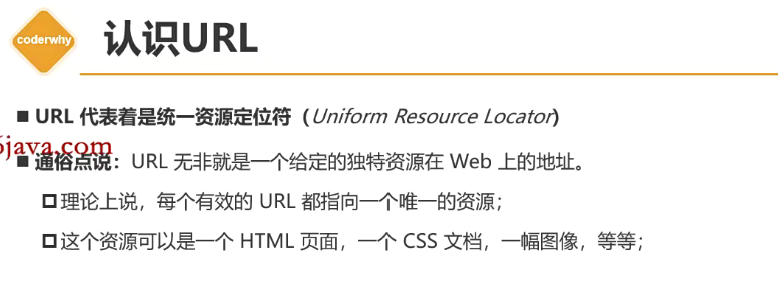 coderwhy
认识URL
URL 代表着是统一资源定位符（Uniform Resource Locator)
6java.com
通俗点说：URL 无非就是一个给定的独特资源在 Web 上的地址。
理论上说，每个有效的 URL 都指向一个唯一的资源；
这个资源可以是一个 HTML 页面，一个 CSS 文档，一幅图像，等等；